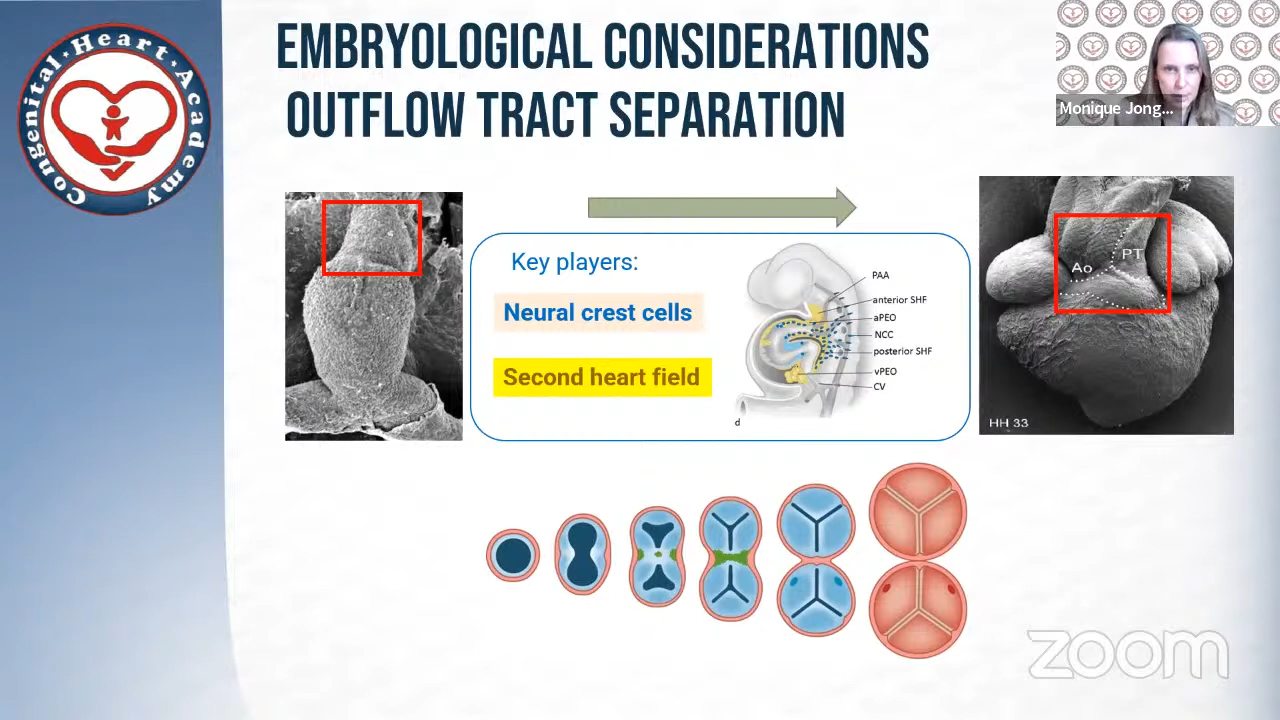 EMBRYOLOGICAL CONSIDERATIONS
OUTFLOW TRACT SEPARATION
Congenital · Heart · Academy
Monique Jong...
Key players:
Neural crest cells
Second heart field
PAA
anterior SHF
aPEO
NCC
posterior SHF
vPEO
CV
d
Ao
PT
HH 33
zoom